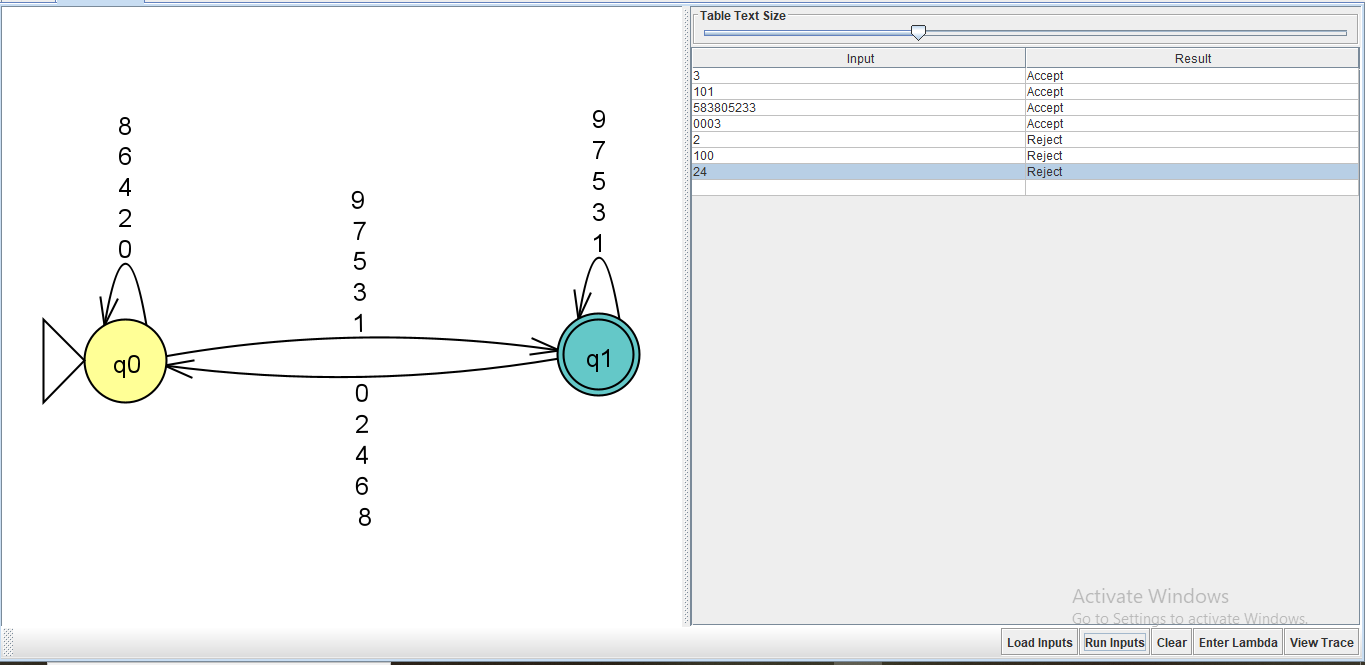 8
6
4
2
0
9
7
5
3
1
9
7
5
3
1
q0
q1
0
2
4
6
8
Table Text Size
Input Result
3 Accept
101 Accept
583805233 Accept
0003 Accept
2 Reject
100 Reject
24 Reject
Activate Windows
Go to Settings to activate Windows.
Load Inputs Run Inputs Clear Enter Lambda View Trace